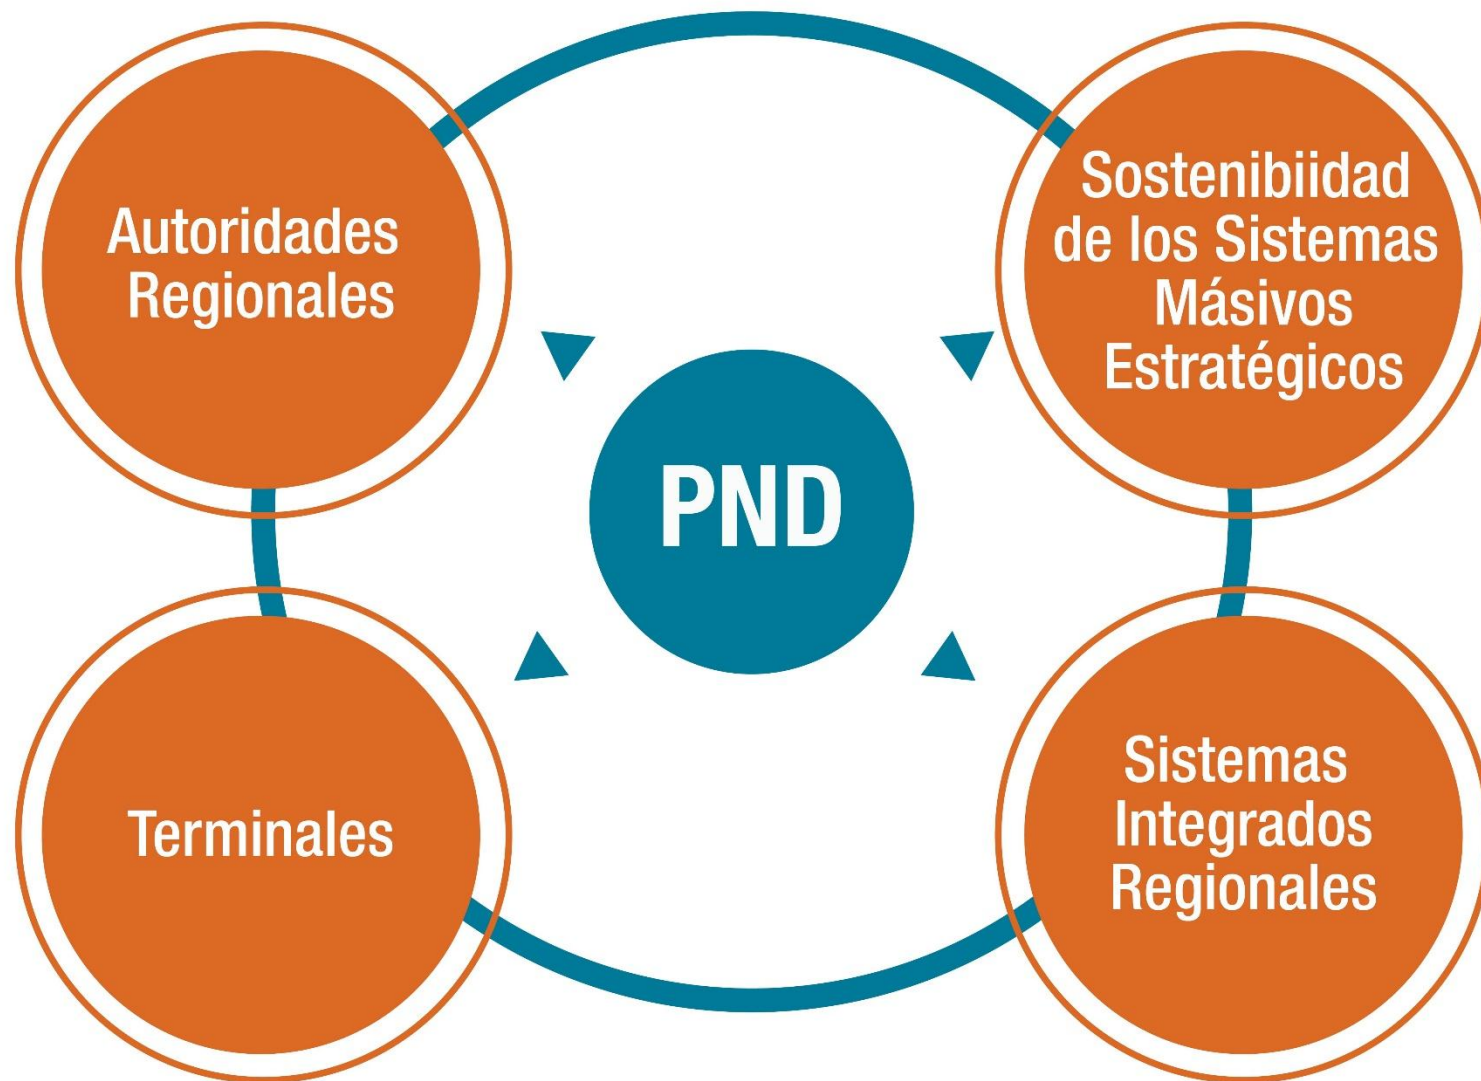 Autoridades
Regionales
Sostenibiidad
de los Sistemas
Másivos
Estratégicos
PND
Terminales
Sistemas
Integrados
Regionales